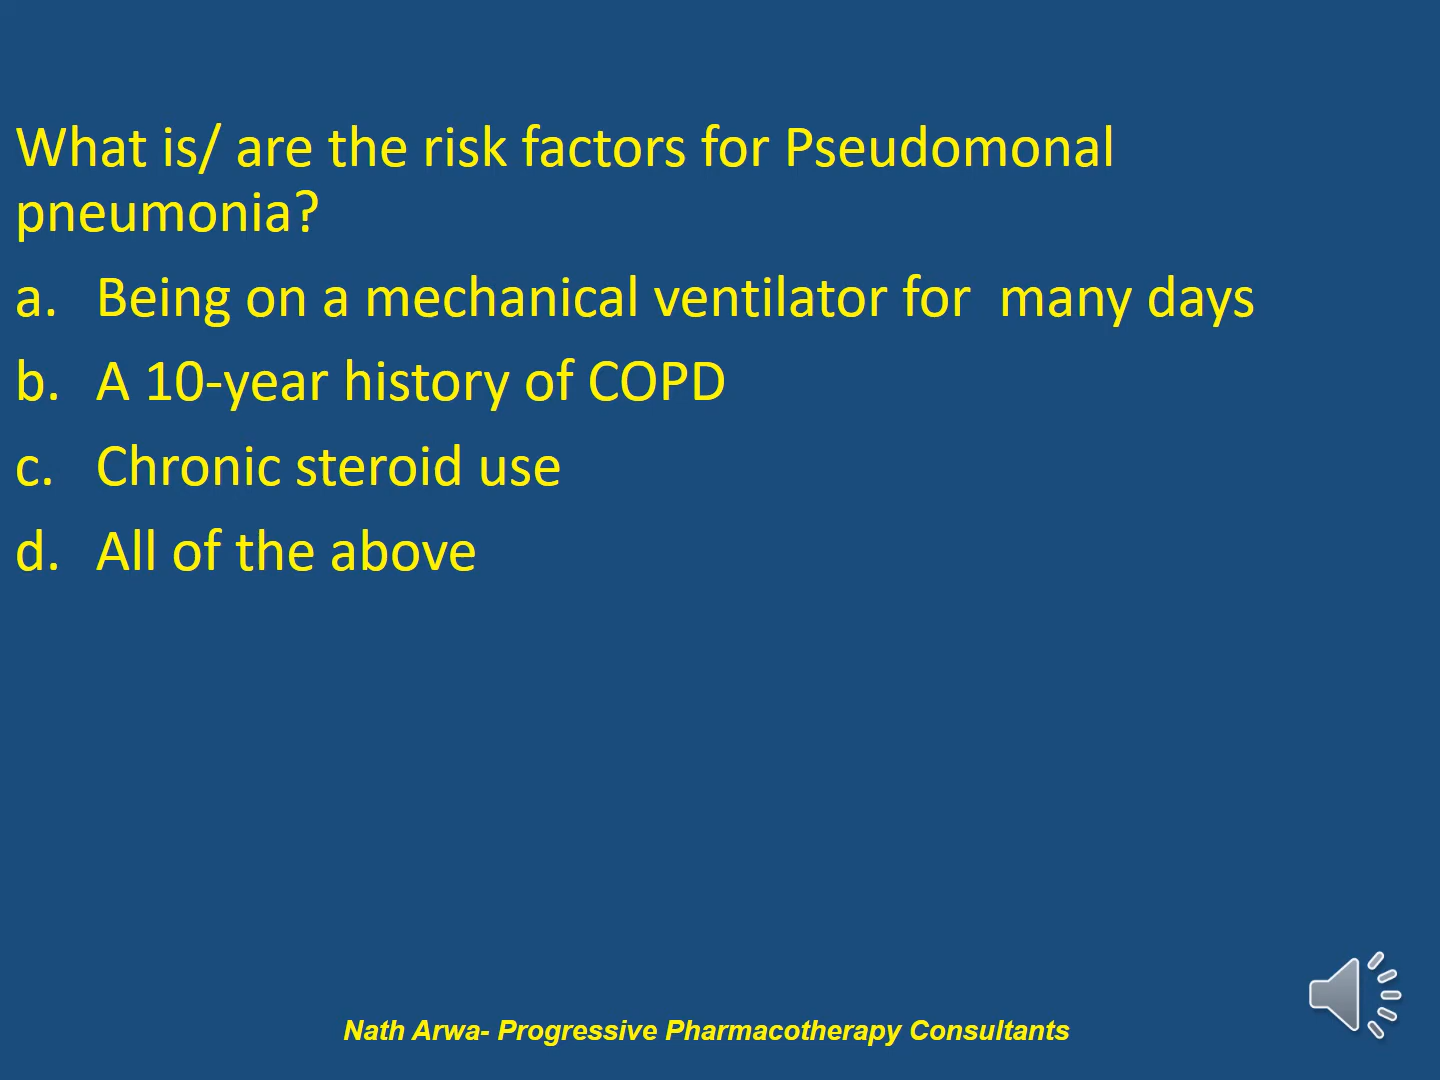 What is/ are the risk factors for Pseudomonal
pneumonia?
a. Being on a mechanical ventilator for  many days
b. A 10-year history of COPD
c. Chronic steroid use
d. All of the above
Nath Arwa- Progressive Pharmacotherapy Consultants